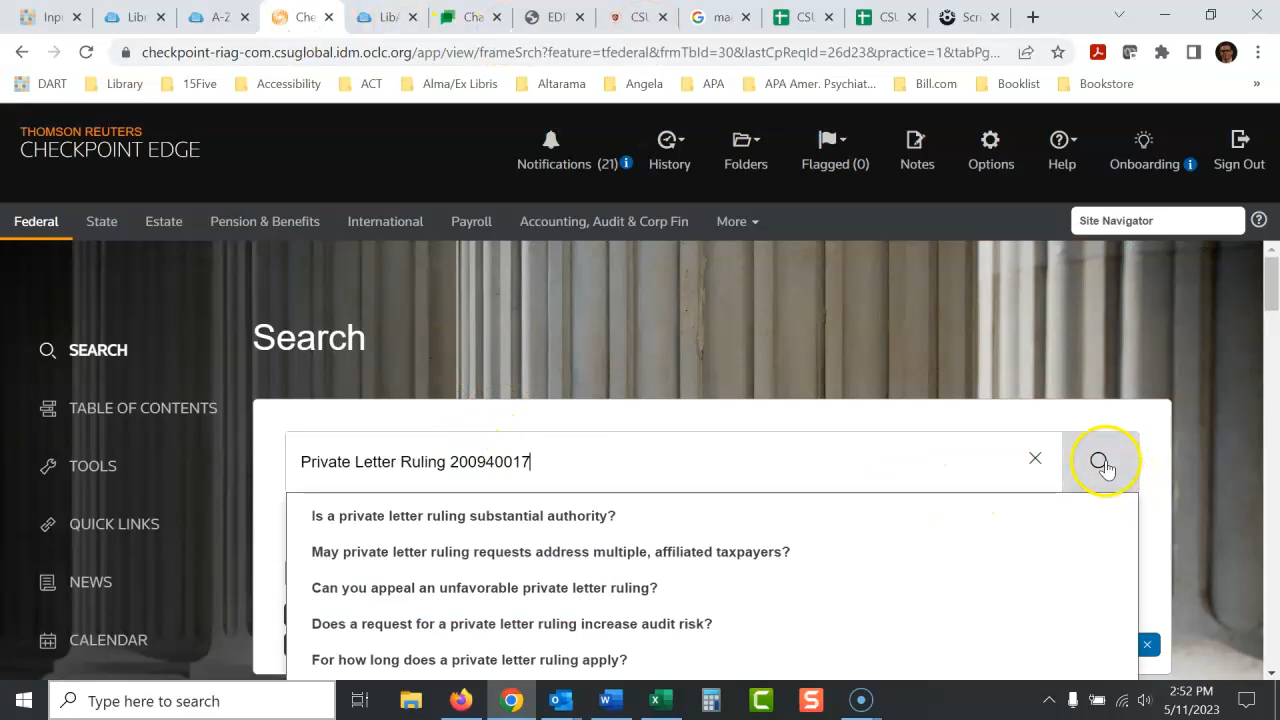 Inp
Lib
A-Z
Che
Lib
Che
EDI
CSU
ma
CSU
CSU
Scr
checkpoint-riag-com.csuglobal.idm.oclc.org/app/view/frameSrch?feature=tfederal&frmTbId=30&lastCpReqId=26d23&practice=1&tabPg...
DART Library 15Five Accessibility ACT Alma/Ex Libris Altarama Angela APA APA Amer. Psychiat... Bill.com Booklist Bookstore »
THOMSON REUTERS
CHECKPOINT EDGE
Notifications (21) History Folders Flagged (0) Notes Options Help Onboarding Sign Out
Federal State Estate Pension & Benefits International Payroll Accounting, Audit & Corp Fin More Site Navigator
Search
SEARCH
TABLE OF CONTENTS
TOOLS
QUICK LINKS
NEWS
CALENDAR
Private Letter Ruling 200940017
Is a private letter ruling substantial authority?
May private letter ruling requests address multiple, affiliated taxpayers?
Can you appeal an unfavorable private letter ruling?
Does a request for a private letter ruling increase audit risk?
For how long does a private letter ruling apply?
Type here to search
2:52 PM
5/11/2023